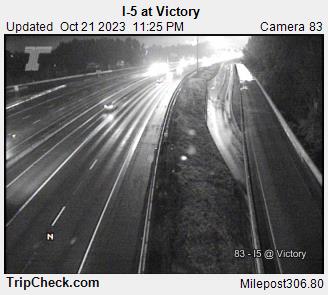 I-5 at Victory
Updated Oct 21 2023 11:25 PM Camera 83
T
N
83 - I5 @ Victory
TripCheck.com Milepost306.80